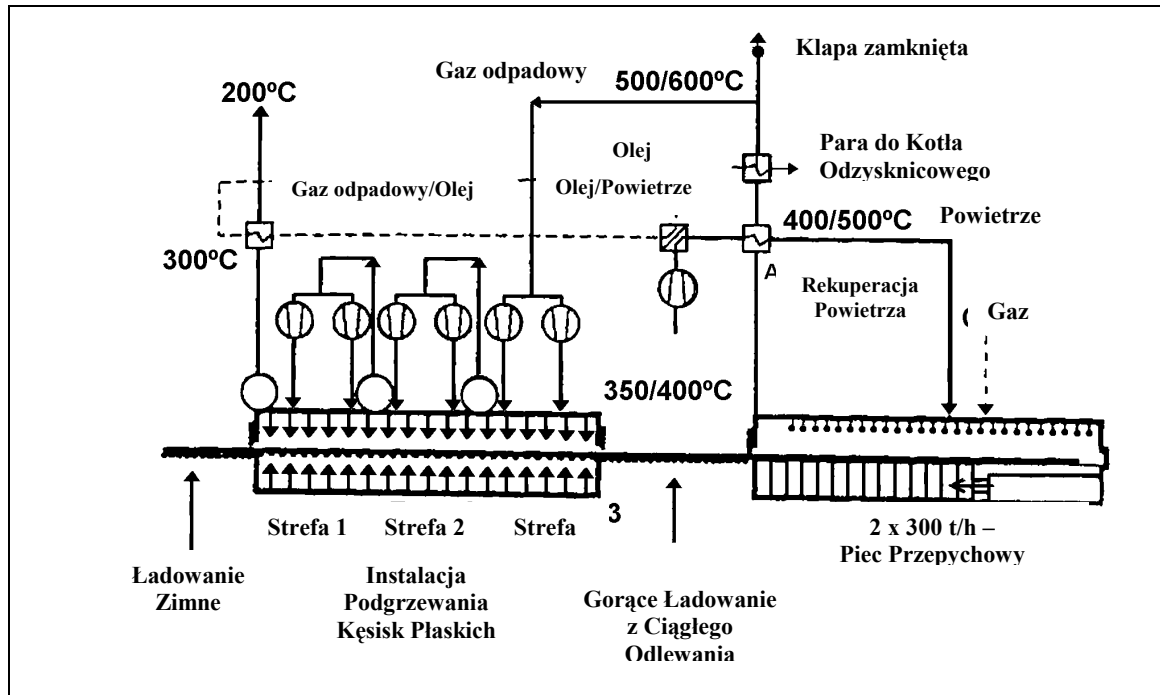 Klapa zamknięta
Gaz odpadowy
500/600ºC
200ºC
Olej
Para do Kotła
Odzysknicowego
Gaz odpadowy/Olej
Olej/Powietrze
400/500ºC
Powietrze
300ºC
A
Rekuperacja
Powietrza
( Gaz
350/400ºC
Strefa 1
Strefa 2
Strefa
3
2 x 300 t/h –
Piec Przepychowy
Ładowanie
Zimne
Instalacja
Podgrzewania
Kęsisk Płaskich
Gorące Ładowanie
z Ciągłego
Odlewania